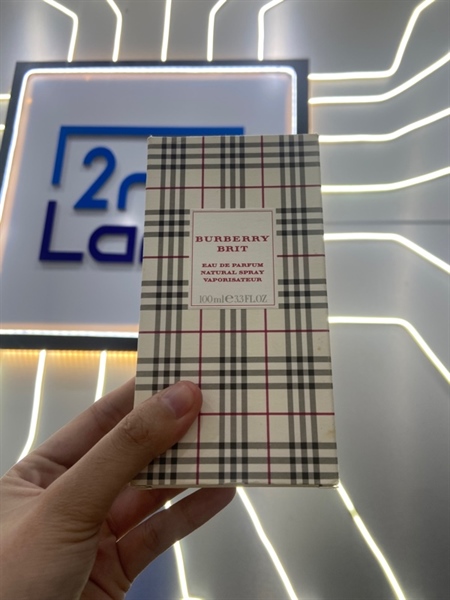 BURBERRY
BRIT
EAU DE PARFUM
NATURAL SPRAY
VAPORISATEUR
100ml℮3.3FL.OZ